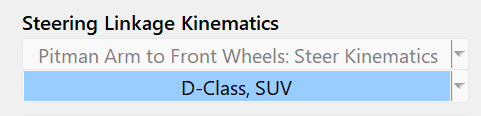 Steering Linkage Kinematics
Pitman Arm to Front Wheels: Steer Kinematics
D-Class, SUV